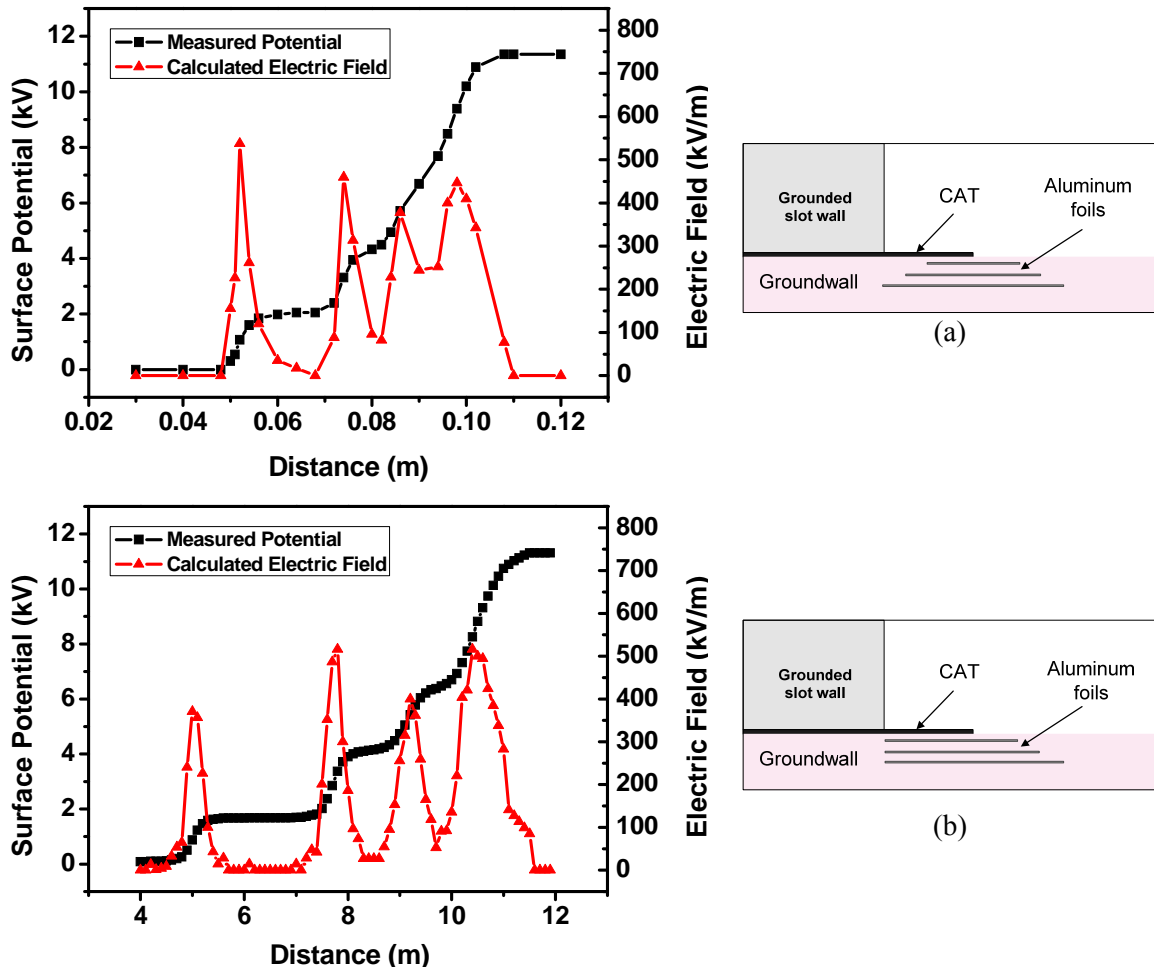 Measured Potential
Calculated Electric Field
Surface Potential (kV)
12
10
8
6
4
2
0
0.02 0.04 0.06 0.08 0.10 0.12
Distance (m)
800
700
600
500
400
300
200
100
0
Electric Field (kV/m)
Grounded
slot wall
CAT
Aluminum
foils
Groundwall
(a)
Measured Potential
Calculated Electric Field
Surface Potential (kV)
12
10
8
6
4
2
0
4 6 8 10 12
Distance (m)
800
700
600
500
400
300
200
100
0
Electric Field (kV/m)
Grounded
slot wall
CAT
Aluminum
foils
Groundwall
(b)